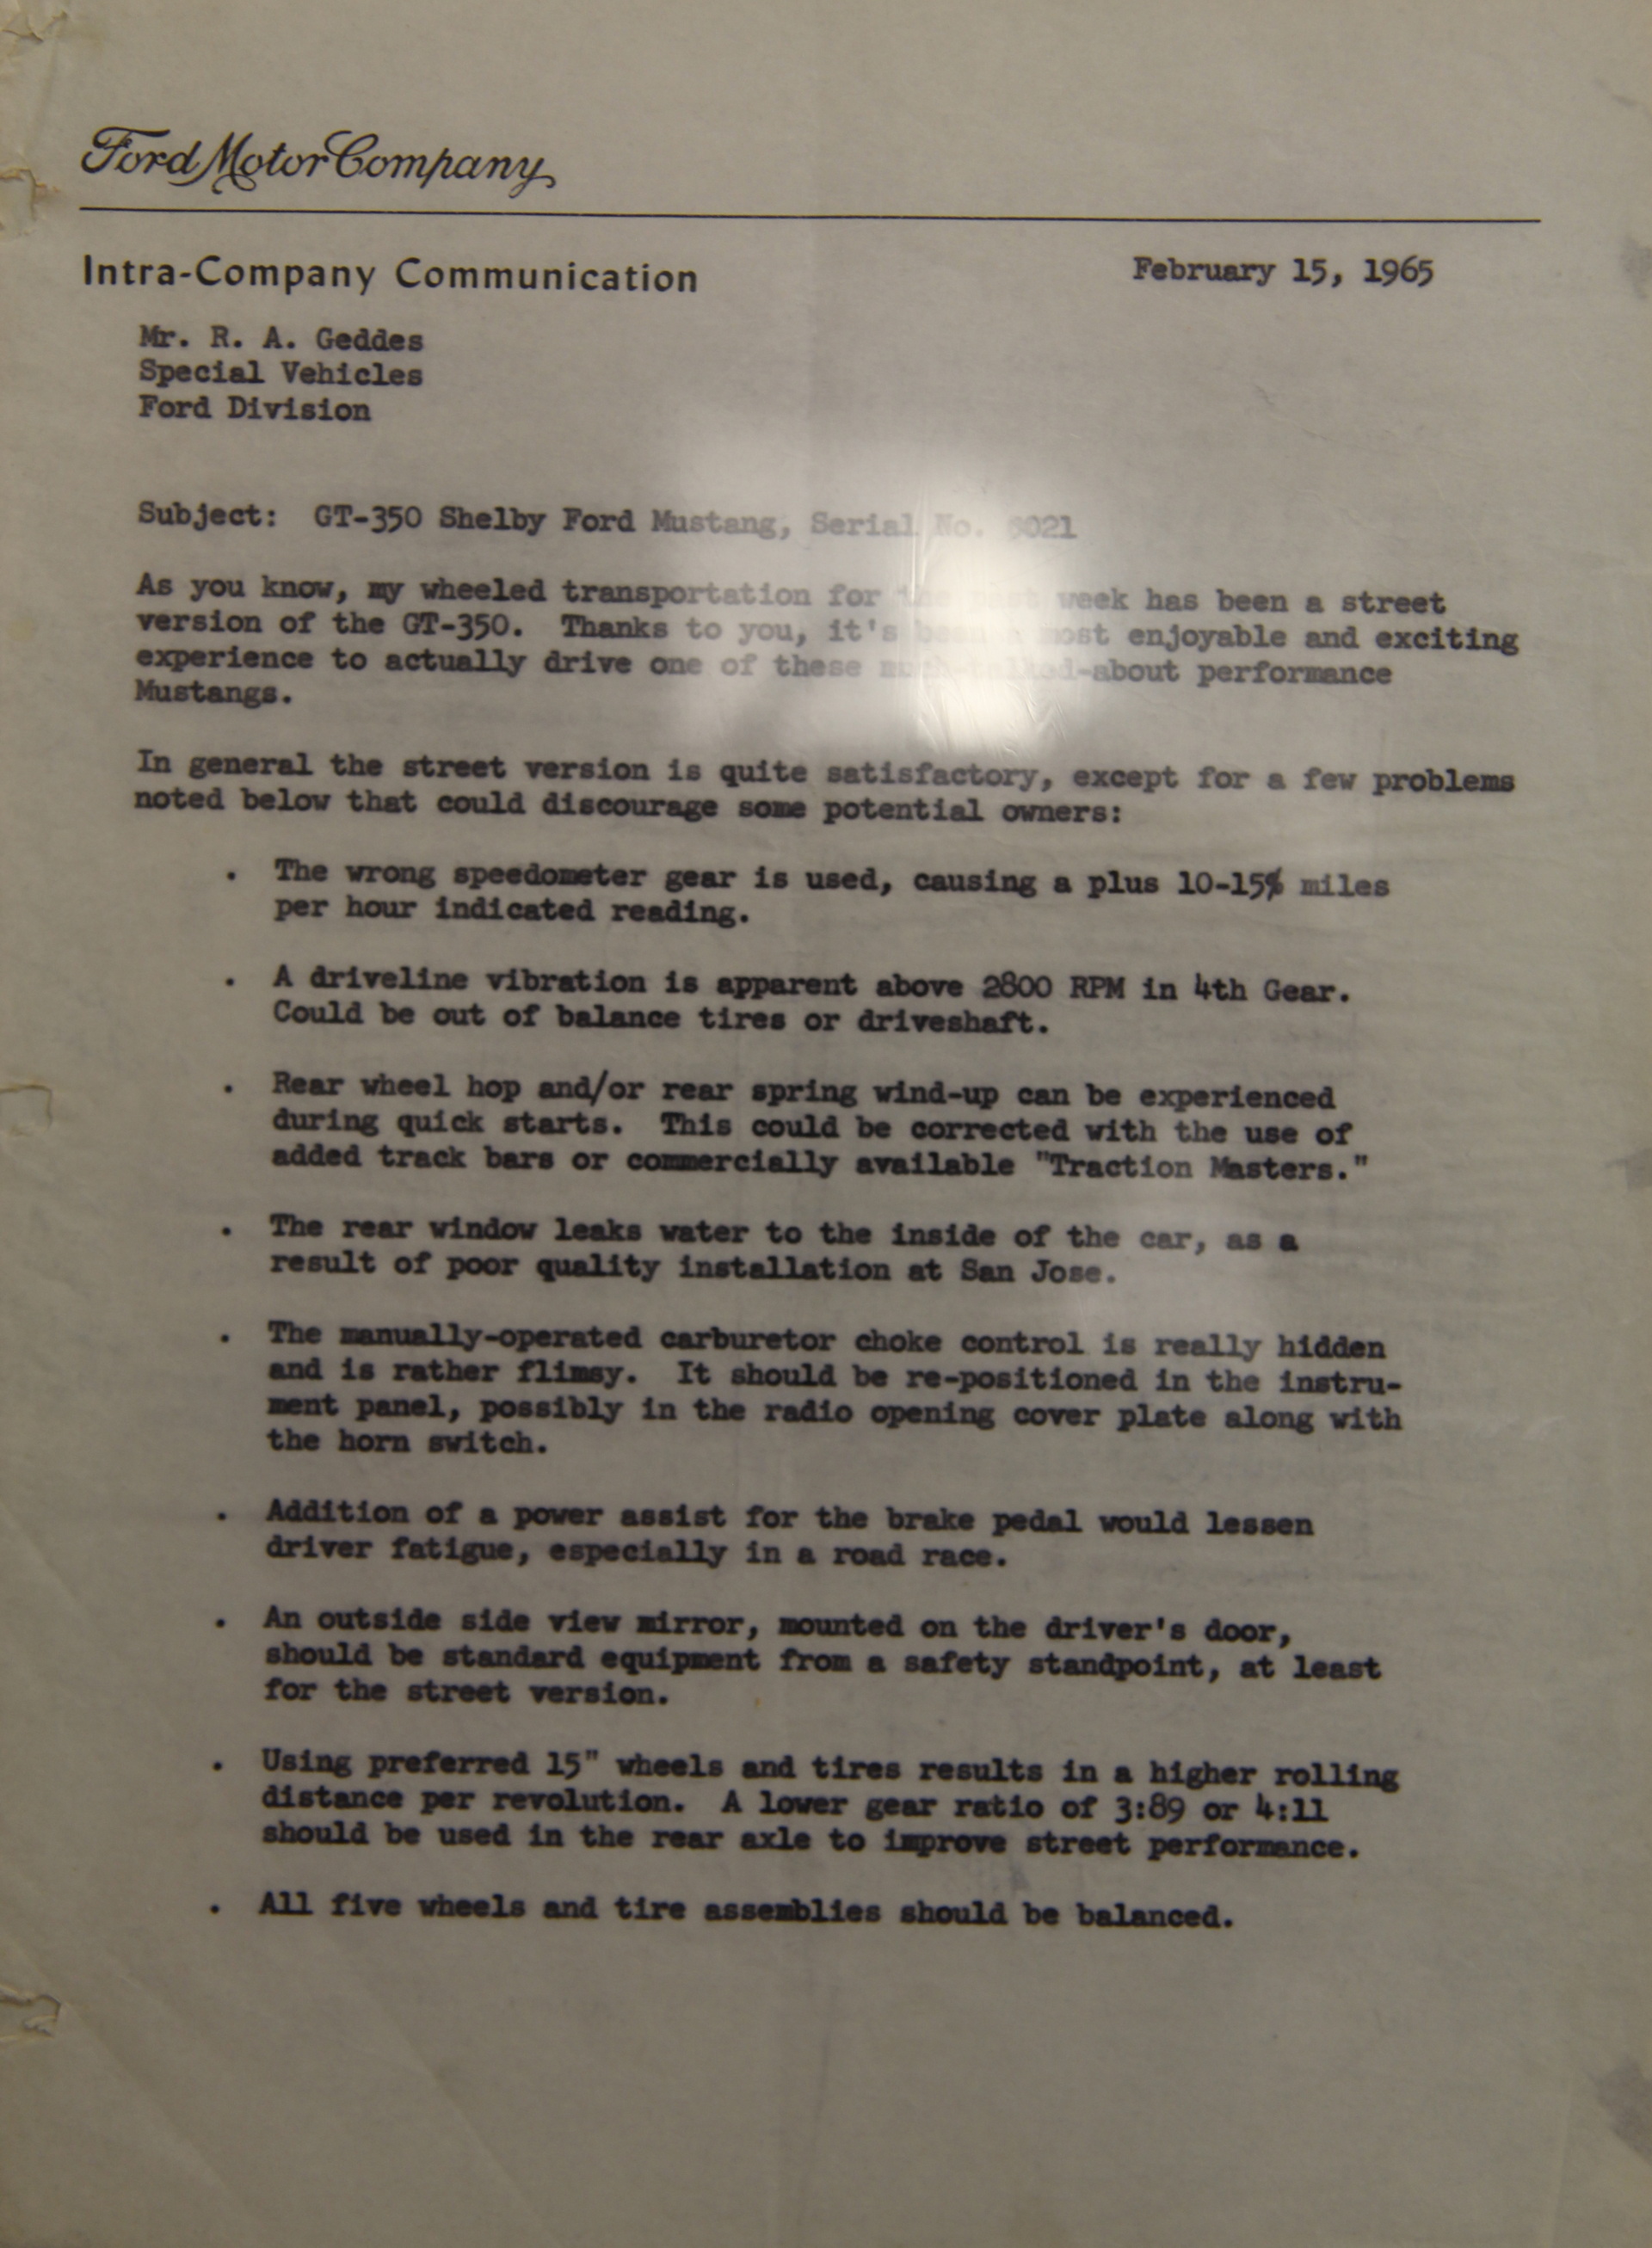 Ford Motor Company
Intra-Company Communication
February 15, 1965
Mr. R. A. Geddes
Special Vehicles
Ford Division
Subject: GT-350 Shelby Ford Mustang, Serial No.
As you know, my wheeled transportation for the past week has been a street
version of the GT-350. Thanks to you, it's been a most enjoyable and exciting
experience to actually drive one of these much-talked-about performance
Mustangs.
In general the street version is quite satisfactory, except for a few problems
noted below that could discourage some potential owners:
. The wrong speedometer gear is used, causing a plus 10-15% miles
per hour indicated reading.
. A driveline vibration is apparent above 2800 RPM in 4th Gear.
Could be out of balance tires or driveshaft.
. Rear wheel hop and/or rear spring wind-up can be experienced
during quick starts. This could be corrected with the use of
added track bars or commercially available "Traction Masters."
. The rear window leaks water to the inside of the car, as a
result of poor quality installation at San Jose.
. The manually-operated carburetor choke control is really hidden
and is rather flimsy. It should be re-positioned in the instru-
ment panel, possibly in the radio opening cover plate along with
the horn switch.
. Addition of a power assist for the brake pedal would lessen
driver fatigue, especially in a road race.
. An outside side view mirror, mounted on the driver's door,
should be standard equipment from a safety standpoint, at least
for the street version.
. Using preferred 15" wheels and tires results in a higher rolling
distance per revolution. A lower gear ratio of 3:89 or 4:11
should be used in the rear axle to improve street performance.
. All five wheels and tire assemblies should be balanced.